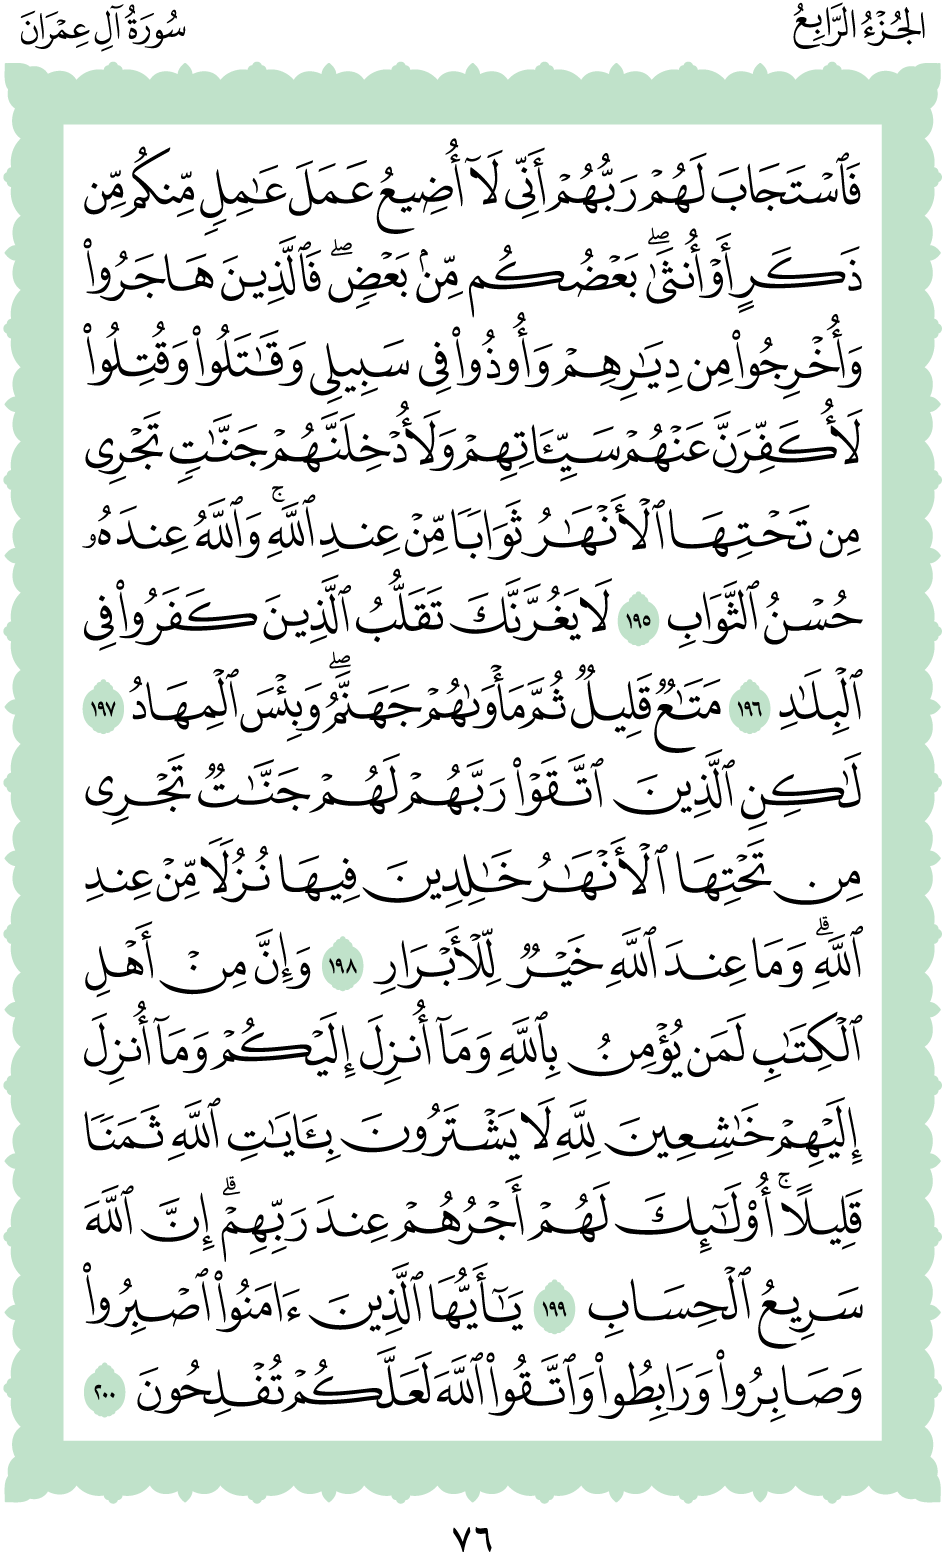 الجُزْءُ الرَّابِعُ
سُورَةُ آلِ عِمْرَانَ
فَٱسۡتَجَابَ لَهُمۡ رَبُّهُمۡ أَنِّي لَآ أُضِيعُ عَمَلَ عَٰمِلٖ مِّنكُم مِّن
ذَكَرٍ أَوۡ أُنثَىٰۖ بَعۡضُكُم مِّنۢ بَعۡضٖۖ فَٱلَّذِينَ هَاجَرُواْ
وَأُخۡرِجُواْ مِن دِيَٰرِهِمۡ وَأُوذُواْ فِي سَبِيلِي وَقَٰتَلُواْ وَقُتِلُواْ
لَأُكَفِّرَنَّ عَنۡهُمۡ سَيِّـَٔاتِهِمۡ وَلَأُدۡخِلَنَّهُمۡ جَنَّٰتٖ تَجۡرِي
مِن تَحۡتِهَا ٱلۡأَنۡهَٰرُ ثَوَابٗا مِّنۡ عِندِ ٱللَّهِۚ وَٱللَّهُ عِندَهُۥ
حُسۡنُ ٱلثَّوَابِ ١٩٥ لَا يَغُرَّنَّكَ تَقَلُّبُ ٱلَّذِينَ كَفَرُواْ فِي
ٱلۡبِلَٰدِ ١٩٦ مَتَٰعٞ قَلِيلٞ ثُمَّ مَأۡوَىٰهُمۡ جَهَنَّمُۖ وَبِئۡسَ ٱلۡمِهَادُ ١٩٧
لَٰكِنِ ٱلَّذِينَ ٱتَّقَوۡاْ رَبَّهُمۡ لَهُمۡ جَنَّٰتٞ تَجۡرِي
مِن تَحۡتِهَا ٱلۡأَنۡهَٰرُ خَٰلِدِينَ فِيهَا نُزُلٗا مِّنۡ عِندِ
ٱللَّهِۗ وَمَا عِندَ ٱللَّهِ خَيۡرٞ لِّلۡأَبۡرَارِ ١٩٨ وَإِنَّ مِنۡ أَهۡلِ
ٱلۡكِتَٰبِ لَمَن يُؤۡمِنُ بِٱللَّهِ وَمَآ أُنزِلَ إِلَيۡكُمۡ وَمَآ أُنزِلَ
إِلَيۡهِمۡ خَٰشِعِينَ لِلَّهِ لَا يَشۡتَرُونَ بِـَٔايَٰتِ ٱللَّهِ ثَمَنٗا
قَلِيلًاۚ أُوْلَٰٓئِكَ لَهُمۡ أَجۡرُهُمۡ عِندَ رَبِّهِمۡۗ إِنَّ ٱللَّهَ
سَرِيعُ ٱلۡحِسَابِ ١٩٩ يَٰٓأَيُّهَا ٱلَّذِينَ ءَامَنُواْ ٱصۡبِرُواْ
وَصَابِرُواْ وَرَابِطُواْ وَٱتَّقُواْ ٱللَّهَ لَعَلَّكُمۡ تُفۡلِحُونَ ٢٠٠
٧٦